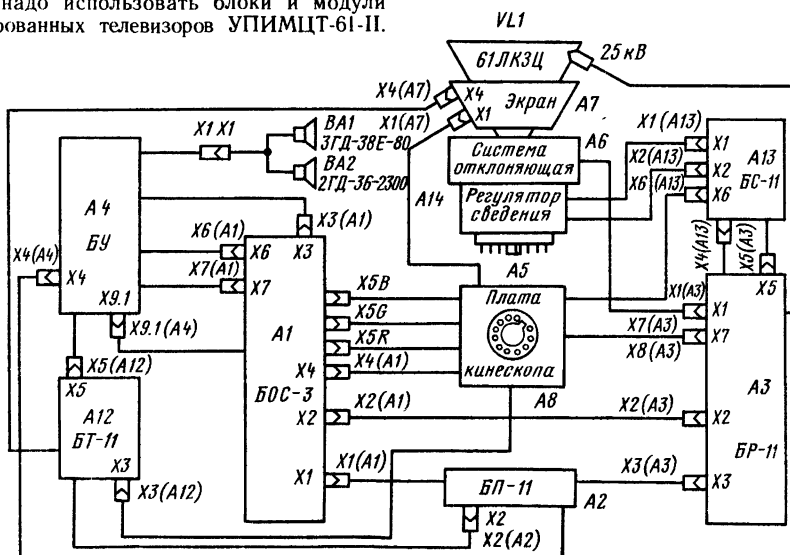 надо использовать блоки и модули
рованных телевизоров УПИМЦТ-61-II.
VL1
61ЛК3Ц
25 кВ
X4(A7)
X4
Экран
A7
X1
X1(A7)
X1 X1
BA1
3ГД-38Е-80
BA2
2ГД-36-2300
A6
Система
отклоняющая
X1(A13)
X2(A13)
X6 (A13)
X1
X2
X6
A13
БС-11
A14
Регулятор
сведения
A5
A4
БУ
X4(A4)
X4
X9.1
X9.1(A4)
X3(A1)
X3
X6(A1)
X6
X7(A1)
X7
A1
БОС-3
X5B
X5G
X5R
X4
X4(A1)
X2
X2(A1)
X1
X1(A1)
Плата
кинескопа
A8
X4(A13)
X5(A3)
X1(A3)
X5
X1
X7(A3)
X7
X8(A3)
A3
БР-11
X2(A3)
X2
X3(A3)
X3
X5(A12)
X5
A12
БТ-11
X3
X3(A12)
БП-11
A2
X2
X2(A2)